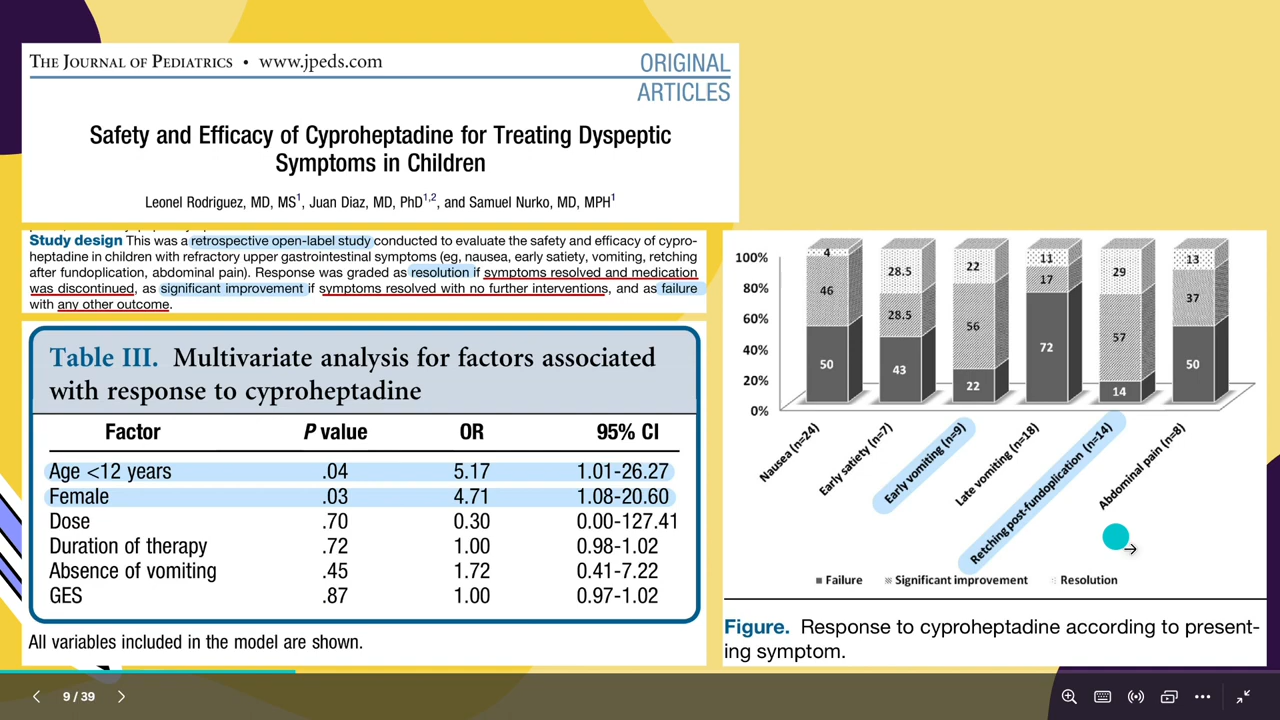 THE JOURNAL OF PEDIATRICS • www.jpeds.com
ORIGINAL
ARTICLES
Safety and Efficacy of Cyproheptadine for Treating Dyspeptic
Symptoms in Children
Leonel Rodriguez, MD, MS1, Juan Diaz, MD, PhD1,2, and Samuel Nurko, MD, MPH1
Study design This was a retrospective open-label study conducted to evaluate the safety and efficacy of cypro-
heptadine in children with refractory upper gastrointestinal symptoms (eg, nausea, early satiety, vomiting, retching
after fundoplication, abdominal pain). Response was graded as resolution if symptoms resolved and medication
was discontinued, as significant improvement if symptoms resolved with no further interventions, and as failure
with any other outcome.
Table III. Multivariate analysis for factors associated
with response to cyproheptadine
Factor P value OR 95% CI
Age <12 years .04 5.17 1.01-26.27
Female .03 4.71 1.08-20.60
Dose .70 0.30 0.00-127.41
Duration of therapy .72 1.00 0.98-1.02
Absence of vomiting .45 1.72 0.41-7.22
GES .87 1.00 0.97-1.02
All variables included in the model are shown.
100%
80%
60%
40%
20%
0%
4 28.5 22 11 29 13
46 28.5 56 17 57 37
50 43 22 72 14 50
Nausea (n=24)
Early satiety (n=7)
Early vomiting (n=9)
Late vomiting (n=18)
Retching post-fundoplication (n=14)
Abdominal pain (n=8)
Failure Significant improvement Resolution
Figure. Response to cyproheptadine according to present-
ing symptom.
9 / 39